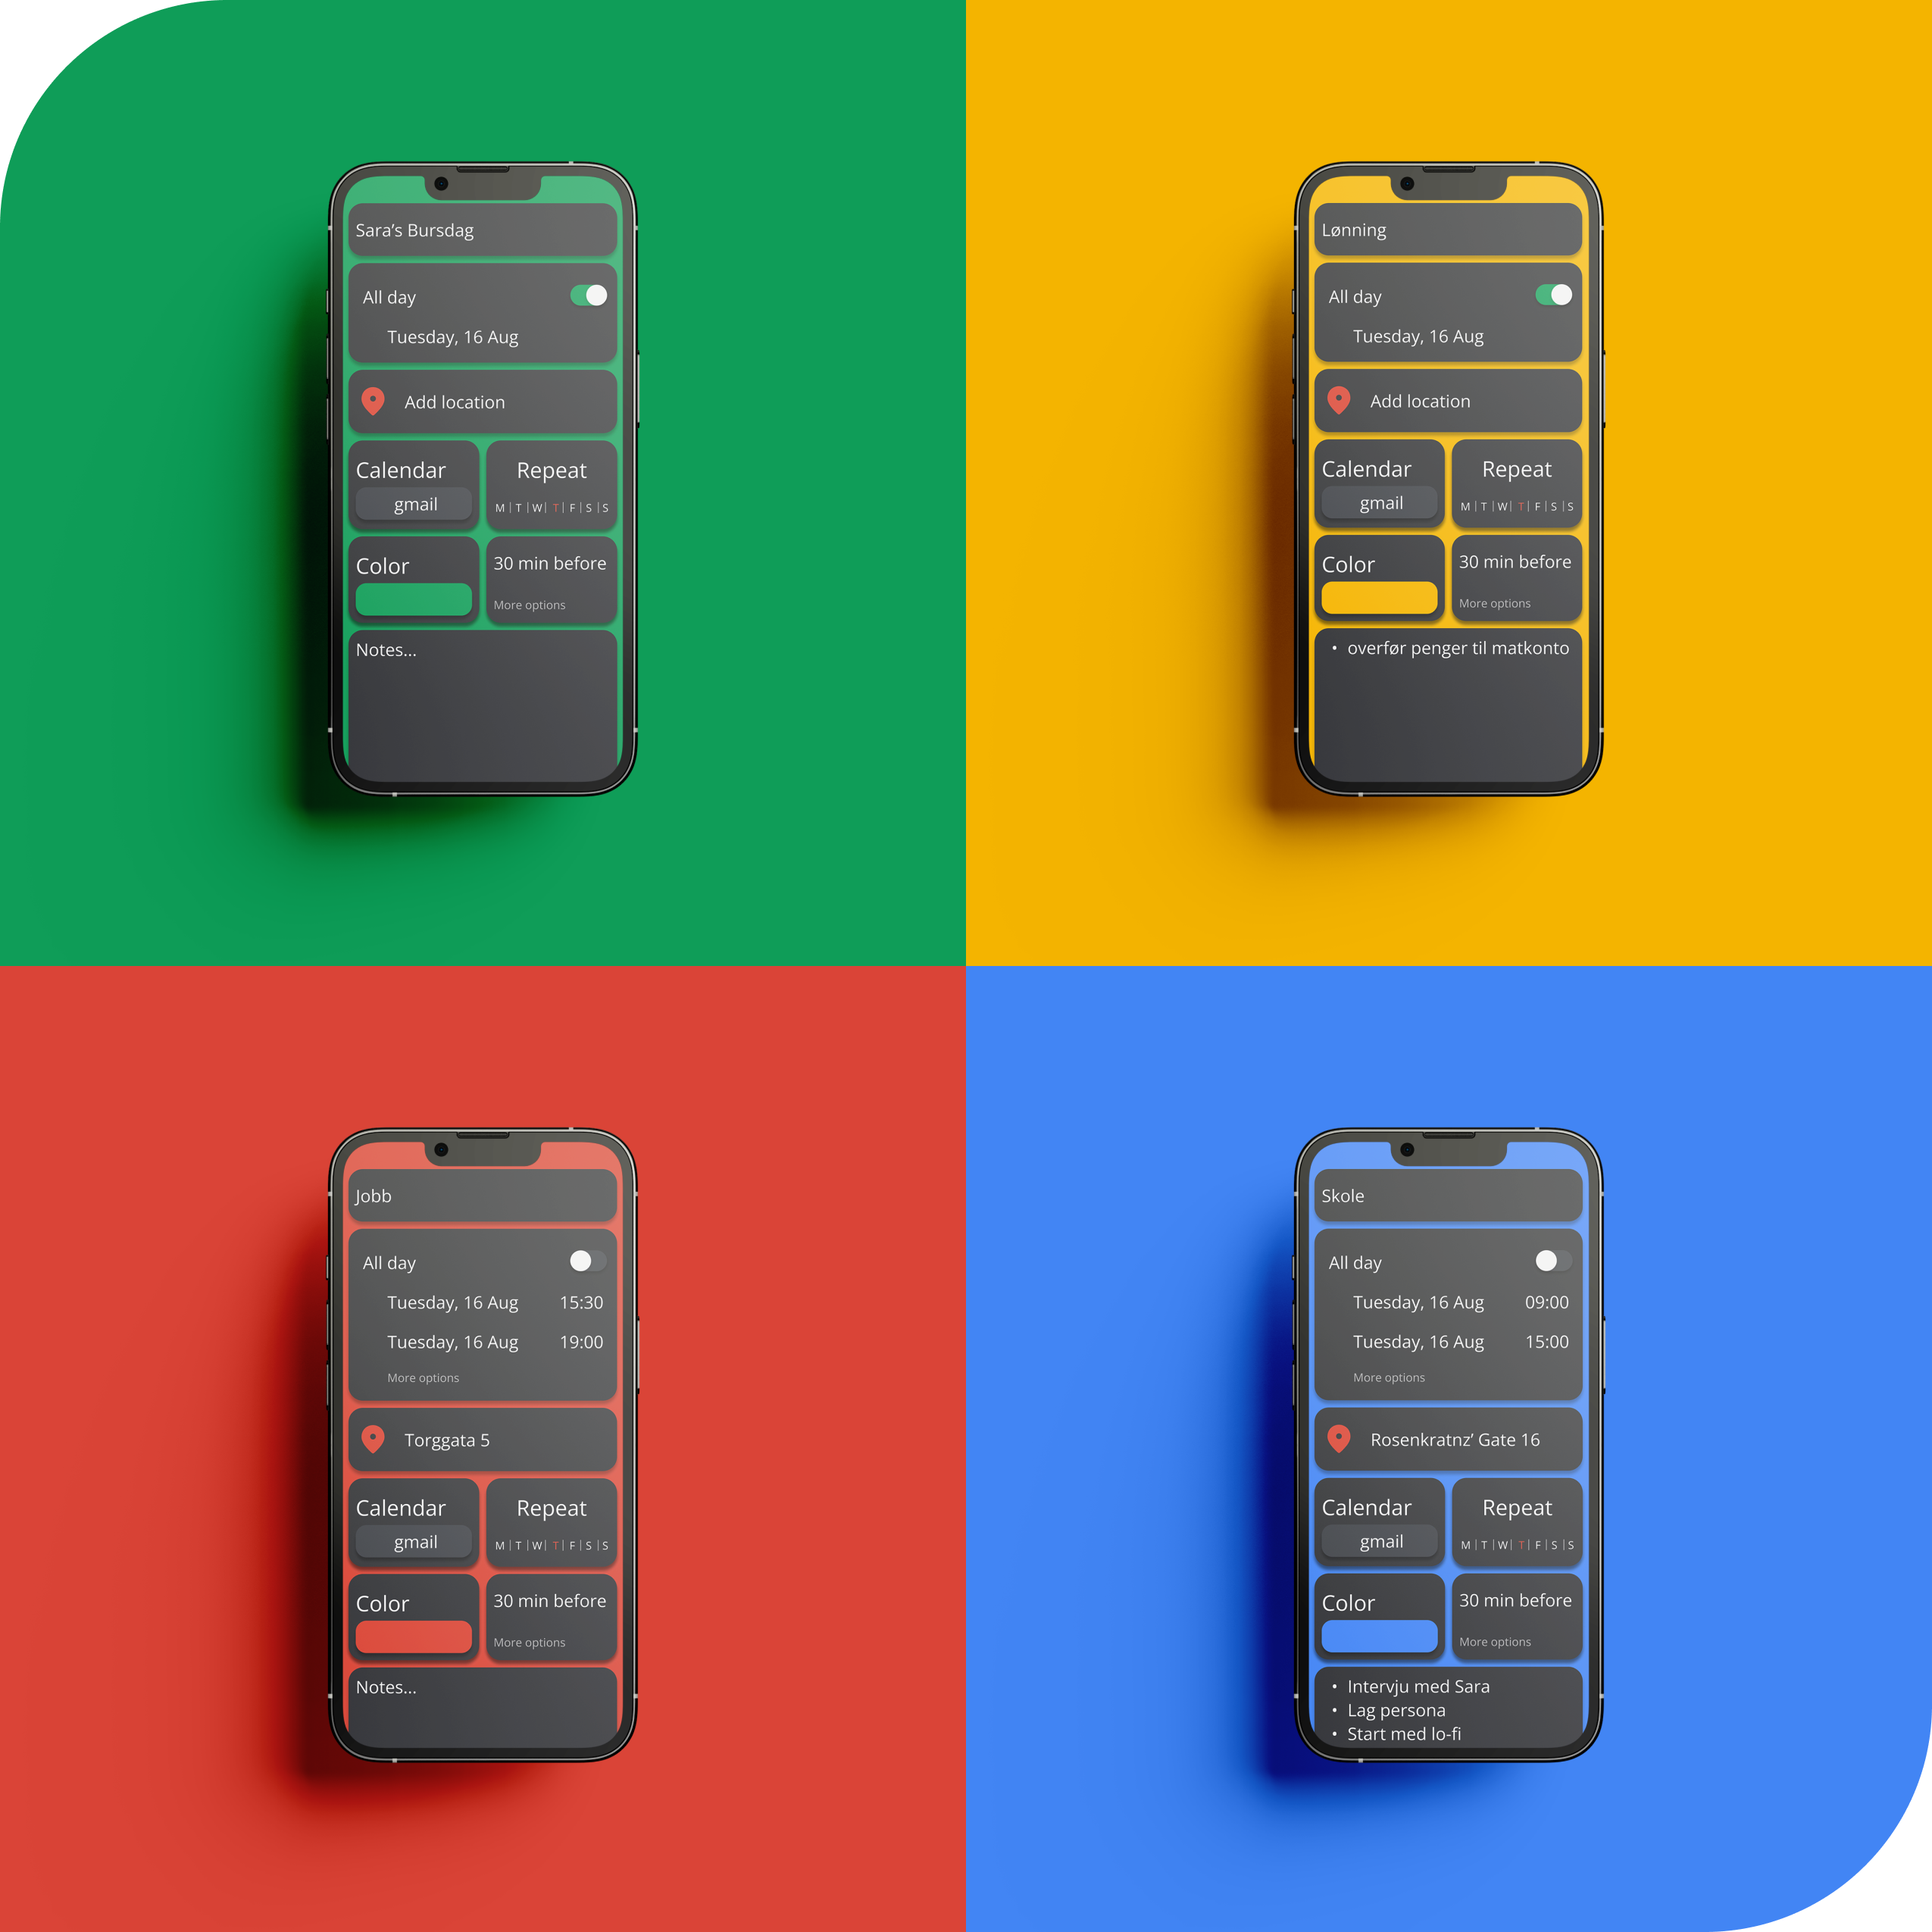 Sara's Bursdag
All day
Tuesday, 16 Aug
Add location
Calendar
gmail
Repeat
M | T | W | T | F | S | S
Color
30 min before
More options
Notes...
Lønning
All day
Tuesday, 16 Aug
Add location
Calendar
gmail
Repeat
M | T | W | T | F | S | S
Color
30 min before
More options
• overfør penger til matkonto
Jobb
All day
Tuesday, 16 Aug 15:30
Tuesday, 16 Aug 19:00
More options
Torggata 5
Calendar
gmail
Repeat
M | T | W | T | F | S | S
Color
30 min before
More options
Notes...
Skole
All day
Tuesday, 16 Aug 09:00
Tuesday, 16 Aug 15:00
More options
Rosenkratnz' Gate 16
Calendar
gmail
Repeat
M | T | W | T | F | S | S
Color
30 min before
More options
• Intervju med Sara
• Lag persona
• Start med lo-fi